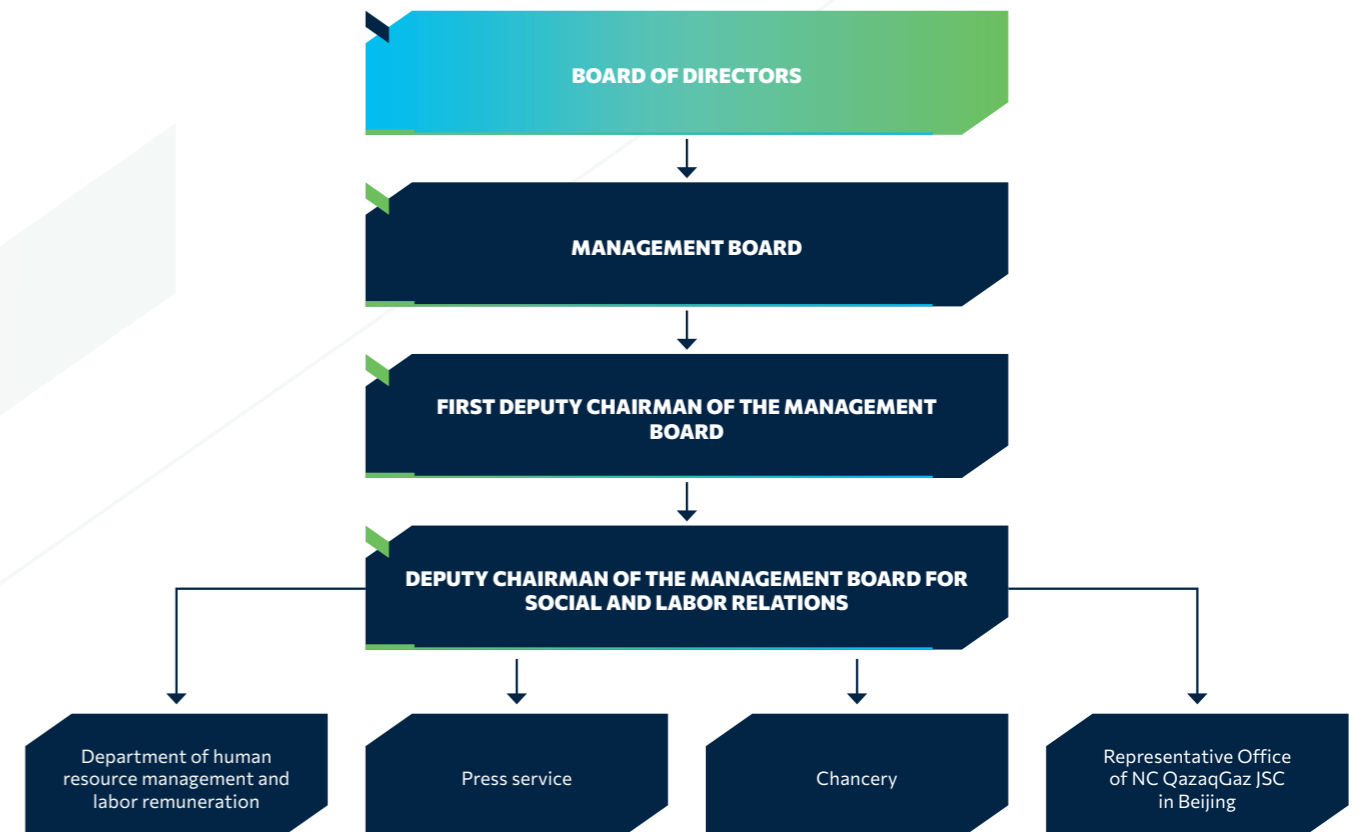 BOARD OF DIRECTORS
MANAGEMENT BOARD
FIRST DEPUTY CHAIRMAN OF THE MANAGEMENT
BOARD
DEPUTY CHAIRMAN OF THE MANAGEMENT BOARD FOR
SOCIAL AND LABOR RELATIONS
Department of human
resource management and
labor remuneration
Press service
Chancery
Representative Office
of NC QazaqGaz JSC
in Beijing